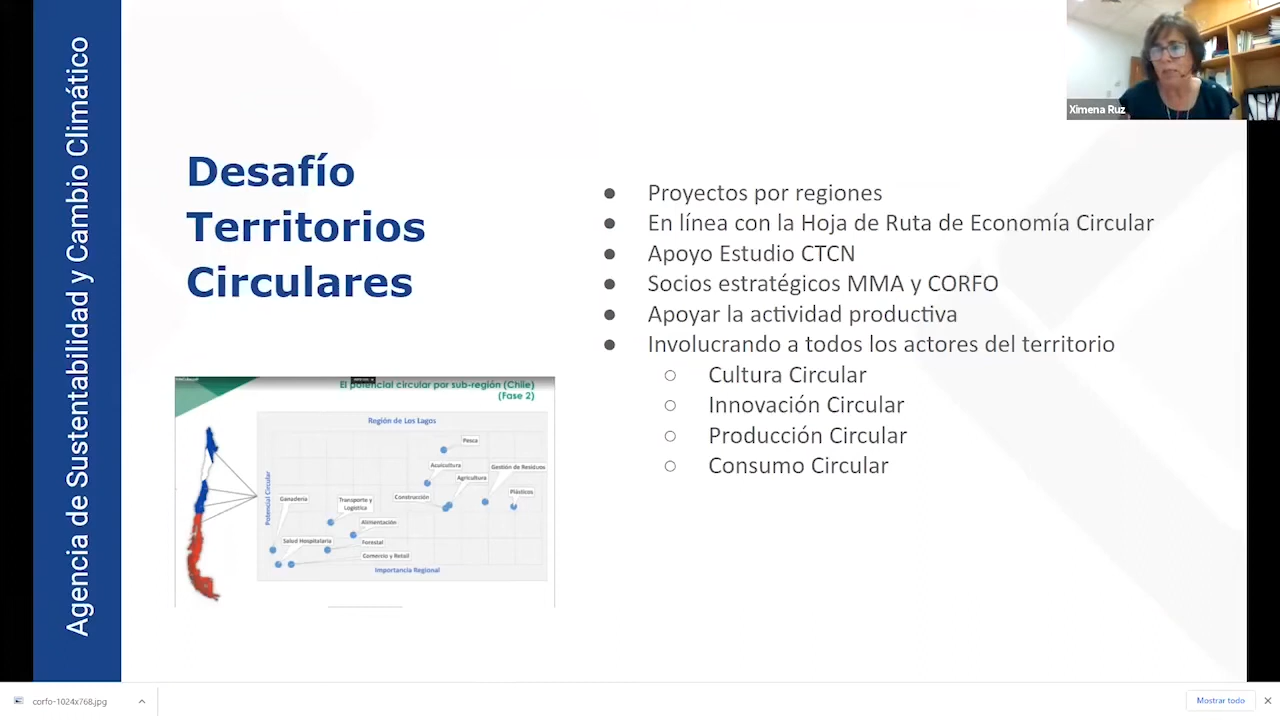 Agencia de Sustentabilidad y Cambio Climático
Ximena Ruz
Desafío
Territorios
Circulares
● Proyectos por regiones
● En línea con la Hoja de Ruta de Economía Circular
● Apoyo Estudio CTCN
● Socios estratégicos MMA y CORFO
● Apoyar la actividad productiva
● Involucrando a todos los actores del territorio
○ Cultura Circular
○ Innovación Circular
○ Producción Circular
○ Consumo Circular
El potencial circular por sub-región (Chile)
(Fase 2)
Región de Los Lagos
Pesca
Acuicultura
Gestión de Residuos
Agricultura
Plásticos
Construcción
Ganadería
Transporte y
Logística
Potencial Circular
Alimentación
Salud Hospitalaria
Forestal
Comercio y Retail
Importancia Regional
corfo-1024x768.jpg
Mostrar todo